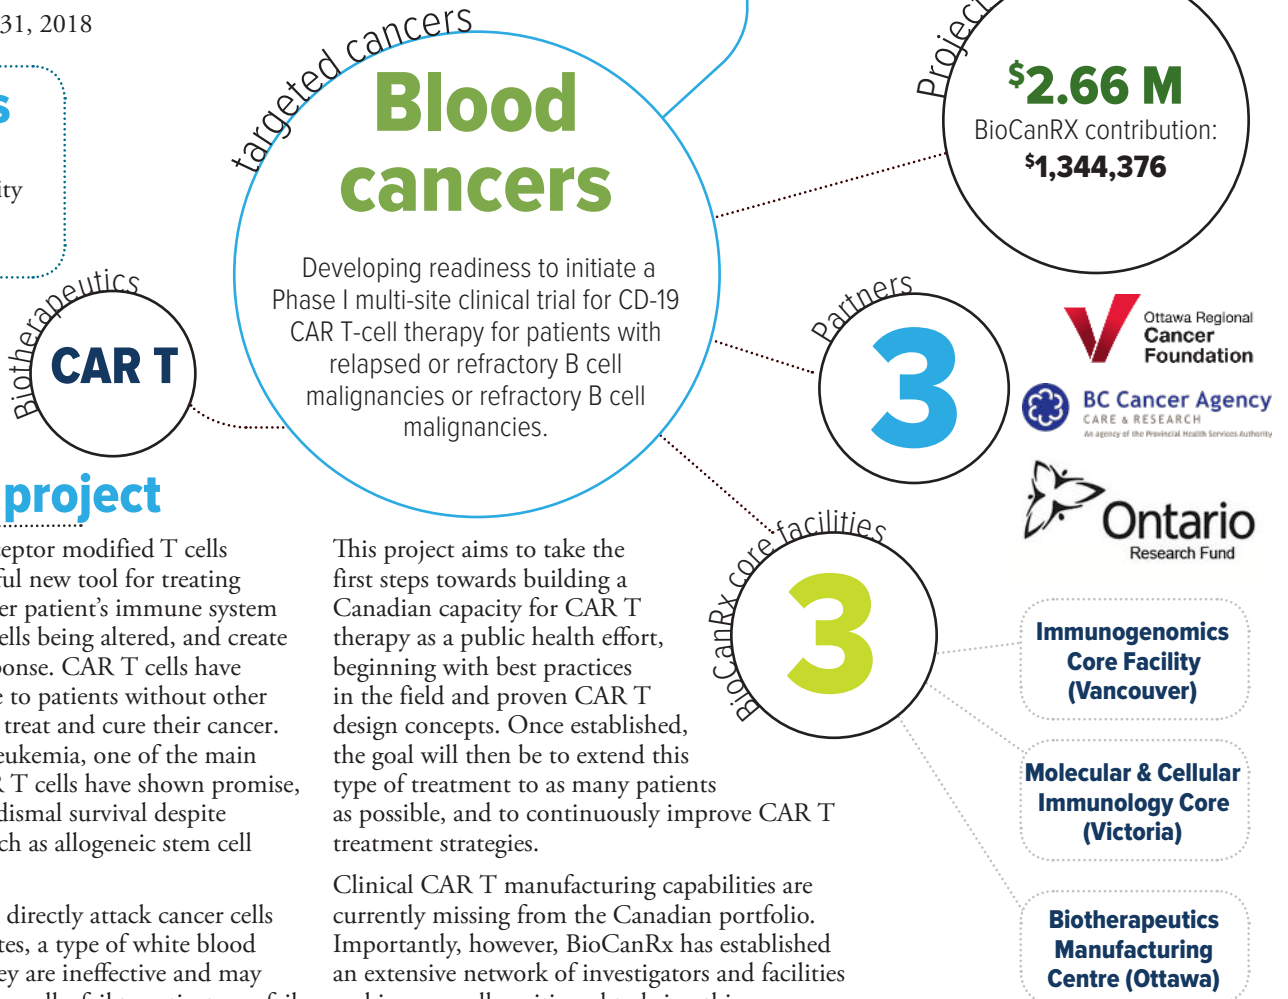 31, 2018
s
ity
targeted cancers
Blood
cancers
Developing readiness to initiate a
Phase I multi-site clinical trial for CD-19
CAR T-cell therapy for patients with
relapsed or refractory B cell
malignancies or refractory B cell
malignancies.
Project
$2.66 M
BioCanRX contribution:
$1,344,376
Biotherapeutics
CAR T
Partners
3
Ottawa Regional
Cancer
Foundation
BC Cancer Agency
CARE & RESEARCH
An agency of the Provincial Health Services Authority
Ontario
Research Fund
BioCanRx core facilities
3
Immunogenomics
Core Facility
(Vancouver)
Molecular & Cellular
Immunology Core
(Victoria)
Biotherapeutics
Manufacturing
Centre (Ottawa)
project
ceptor modified T cells
ful new tool for treating
er patient’s immune system
ells being altered, and create
ponse. CAR T cells have
e to patients without other
treat and cure their cancer.
eukemia, one of the main
R T cells have shown promise,
dismal survival despite
ch as allogeneic stem cell
directly attack cancer cells
tes, a type of white blood
ey are ineffective and may
This project aims to take the
first steps towards building a
Canadian capacity for CAR T
therapy as a public health effort,
beginning with best practices
in the field and proven CAR T
design concepts. Once established,
the goal will then be to extend this
type of treatment to as many patients
as possible, and to continuously improve CAR T
treatment strategies.
Clinical CAR T manufacturing capabilities are
currently missing from the Canadian portfolio.
Importantly, however, BioCanRx has established
an extensive network of investigators and facilities